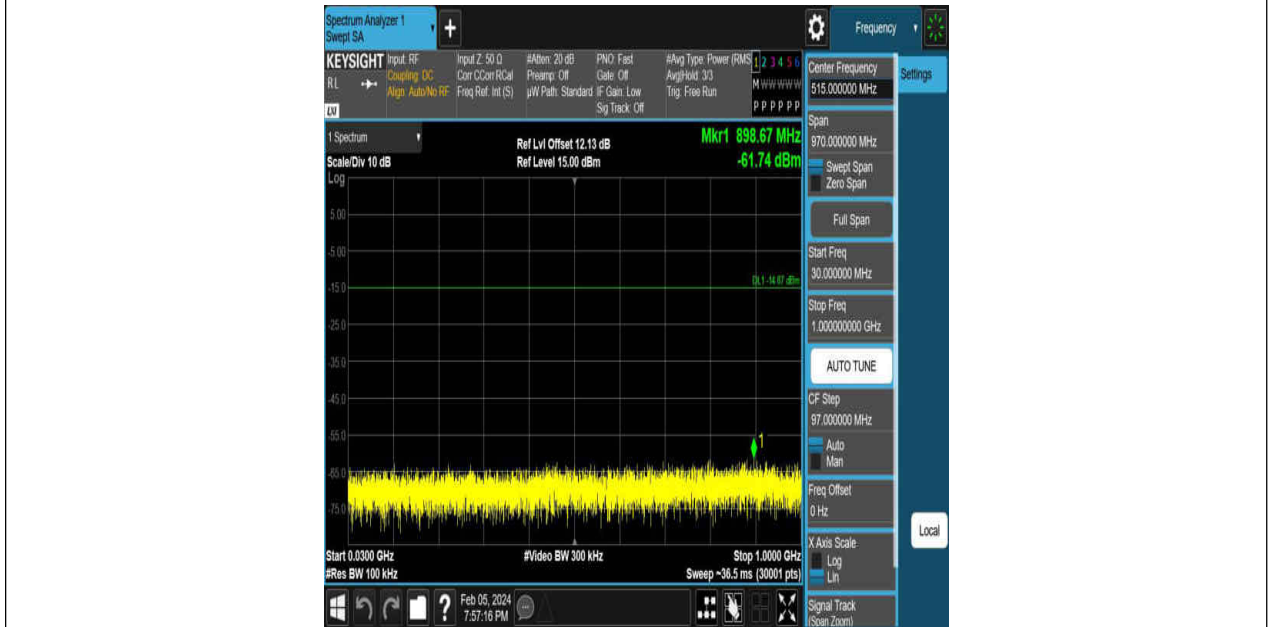 Spectrum Analyzer 1
Swept SA
+
Frequency
KEYSIGHT
RL
LXI
Input: RF
Coupling: DC
Align: Auto/No RF
Input Z: 50 Ω
Corr CCorr RCal
Freq Ref: Int (S)
#Atten: 20 dB
Preamp: Off
µW Path: Standard
PNO: Fast
Gate: Off
IF Gain: Low
Sig Track: Off
#Avg Type: Power (RMS
Avg|Hold: 3/3
Trig: Free Run
1 2 3 4 5 6
M W W W W W
P P P P P P
Center Frequency
515.000000 MHz
Settings
1 Spectrum
Scale/Div 10 dB
Log
Ref Lvl Offset 12.13 dB
Ref Level 15.00 dBm
Mkr1 898.67 MHz
-61.74 dBm
Span
970.000000 MHz
Swept Span
Zero Span
Full Span
Start Freq
30.000000 MHz
Stop Freq
1.000000000 GHz
AUTO TUNE
CF Step
97.000000 MHz
Auto
Man
Freq Offset
0 Hz
X Axis Scale
Log
Lin
Signal Track
(Span Zoom)
Local
5.00
-5.00
-15.0
-25.0
-35.0
-45.0
-55.0
-65.0
-75.0
DL1 -14.87 dBm
1
Start 0.0300 GHz
#Res BW 100 kHz
#Video BW 300 kHz
Stop 1.0000 GHz
Sweep ~36.5 ms (30001 pts)
?
Feb 05, 2024
7:57:16 PM